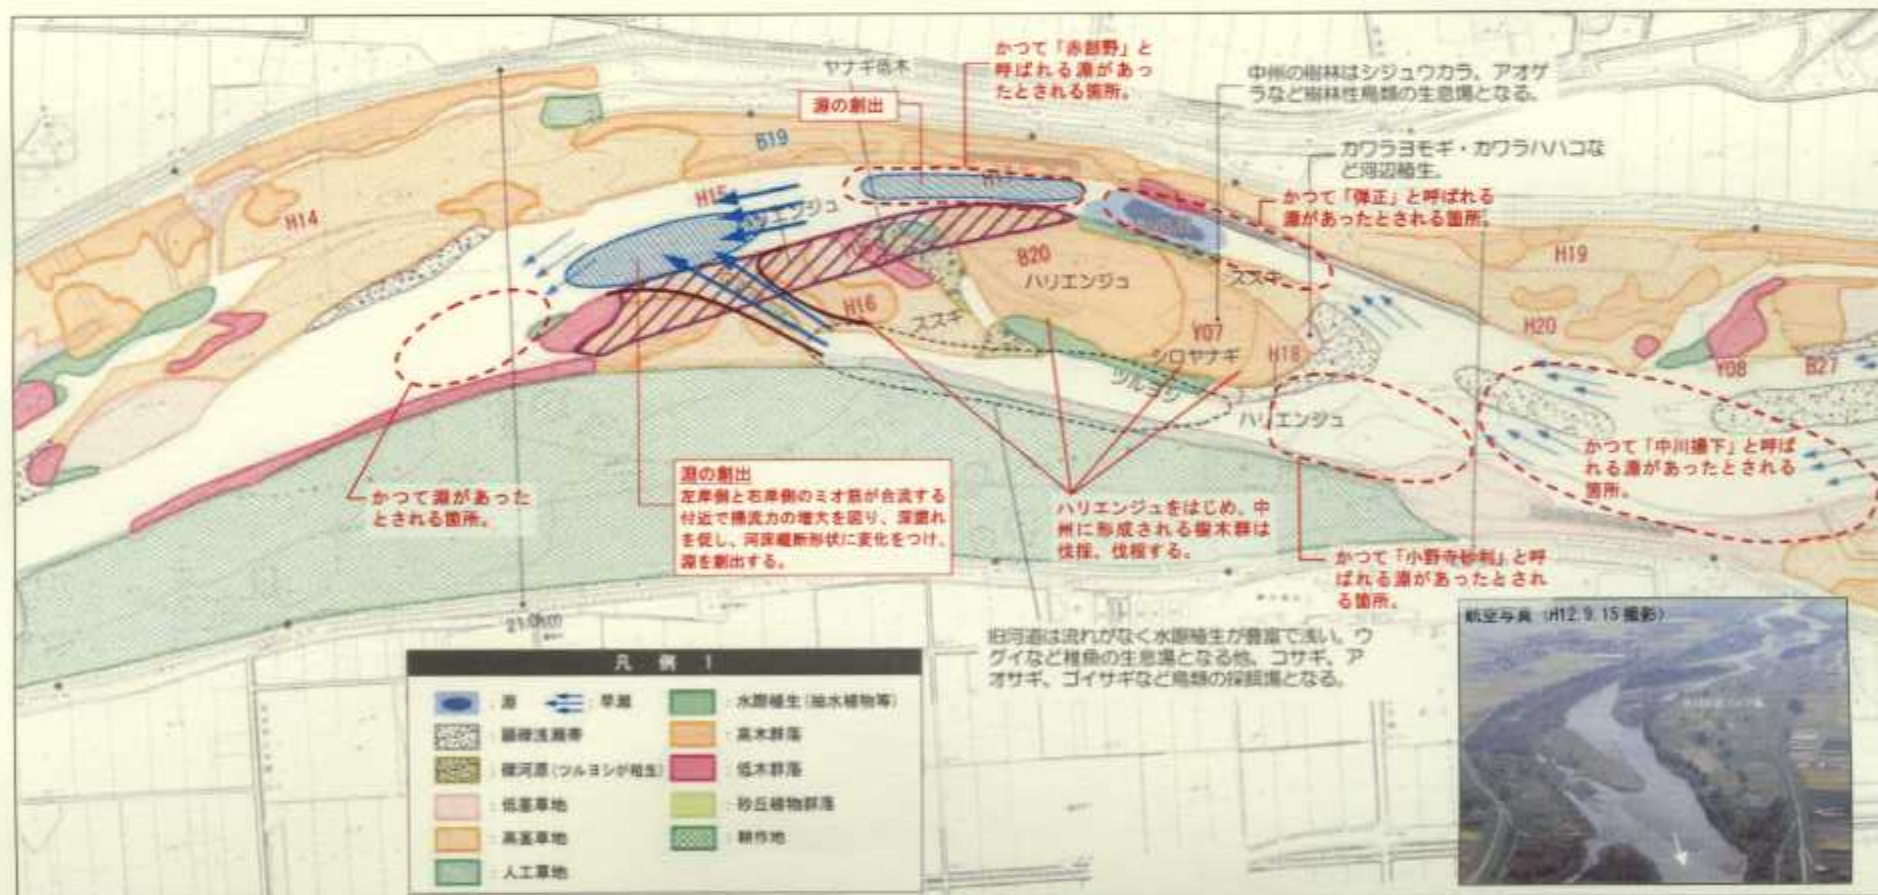 かつて「赤部野」と
呼ばれる淵があっ
たとされる箇所。
ヤナギ低木
淵の創出
中州の樹林はシジュウカラ、アオゲ
ラなど樹林性鳥類の生息場となる。
カワラヨモギ・カワラハハコな
ど河辺植生。
かつて「弾正」と呼ばれる
淵があったとされる箇所。
B19
H15
H14
ハリエンジュ
B20
ハリエンジュ
ススキ
H19
H16
ススキ
Y07
シロヤナギ
H18
H20
Y08
B27
ツルヨシ
ハリエンジュ
かつて淵があった
とされる箇所。
淵の創出
左岸側と右岸側のミオ筋が合流する
付近で掃流力の増大を図り、深掘れ
を促し、河床縦断形状に変化をつけ、
淵を創出する。
ハリエンジュをはじめ、中
州に形成される樹木群は
伐採、伐根する。
かつて「中川揚下」と呼ば
れる淵があったとされる
箇所。
かつて「小野寺砂利」と呼
ばれる淵があったとされ
る箇所。
21.0km
旧河道は流れがなく水際植生が豊富で浅い。ウ
グイなど稚魚の生息場となる他、コサギ、ア
オサギ、ゴイサギなど鳥類の採餌場となる。
航空写真（H12.9.15撮影）
凡例1
：淵
：早瀬
：水際植生(抽水植物等)
：高木群落
：礫河原(ツルヨシが粗生)
：低木群落
：低茎草地
：砂丘植物群落
：高茎草地
：耕作地
：人工草地